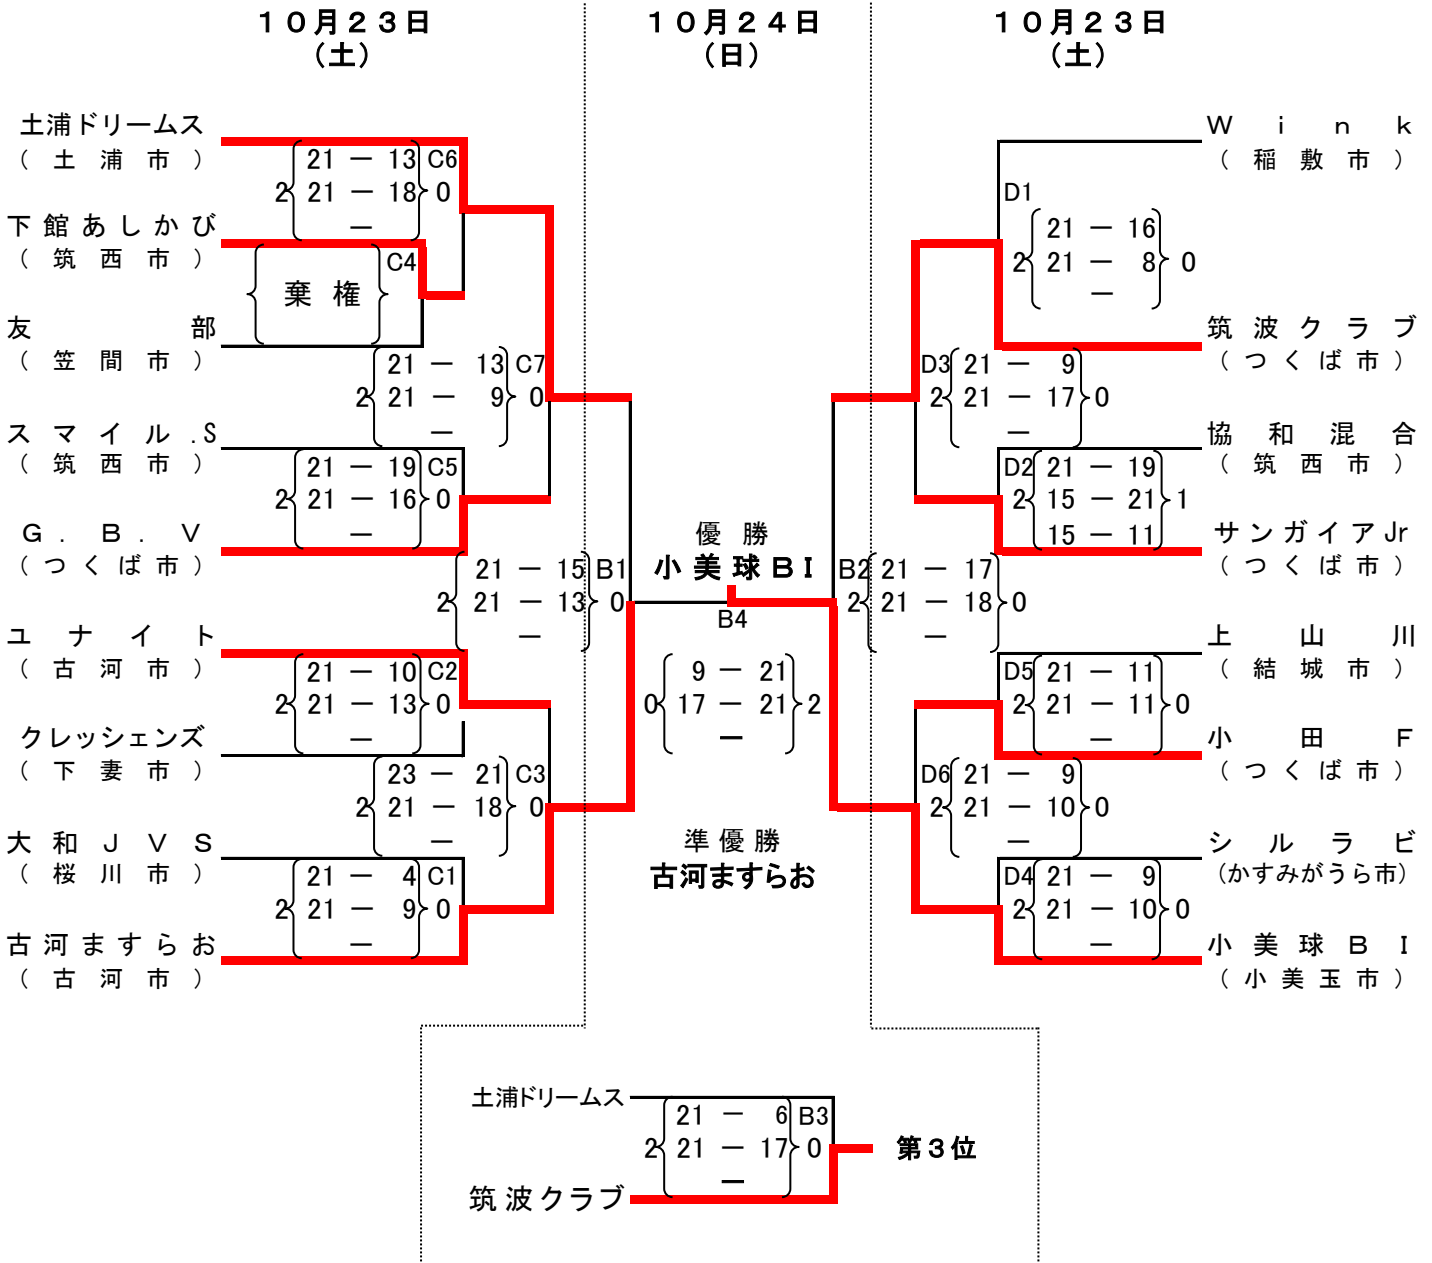 10月23日
(土)
10月24日
(日)
10月23日
(土)
土浦ドリームス
(土浦市)
21 － 13 C6
2 21 － 18 0
－
下館あしかび
(筑西市)
C4
棄権
友部
(笠間市)
21 － 13 C7
2 21 － 9 0
－
スマイル.S
(筑西市)
21 － 19 C5
2 21 － 16 0
－
G.B.V
(つくば市)
21 － 15 B1
2 21 － 13 0
－
ユナイト
(古河市)
21 － 10 C2
2 21 － 13 0
－
クレッシェンズ
(下妻市)
23 － 21 C3
2 21 － 18 0
－
大和JVS
(桜川市)
21 － 4 C1
2 21 － 9 0
－
古河ますらお
(古河市)
優勝
小美球BI
B4
9 － 21
0 17 － 21 2
－
準優勝
古河ますらお
Wink
(稲敷市)
D1
21 － 16
2 21 － 8 0
－
筑波クラブ
(つくば市)
D3 21 － 9
2 21 － 17 0
－
協和混合
(筑西市)
D2 21 － 19
2 15 － 21 1
15 － 11
サンガイアJr
(つくば市)
B2 21 － 17
2 21 － 18 0
－
上山川
(結城市)
D5 21 － 11
2 21 － 11 0
－
小田F
(つくば市)
D6 21 － 9
2 21 － 10 0
－
シルラビ
(かすみがうら市)
D4 21 － 9
2 21 － 10 0
－
小美球BI
(小美玉市)
土浦ドリームス
21 － 6 B3
2 21 － 17 0
－
第3位
筑波クラブ